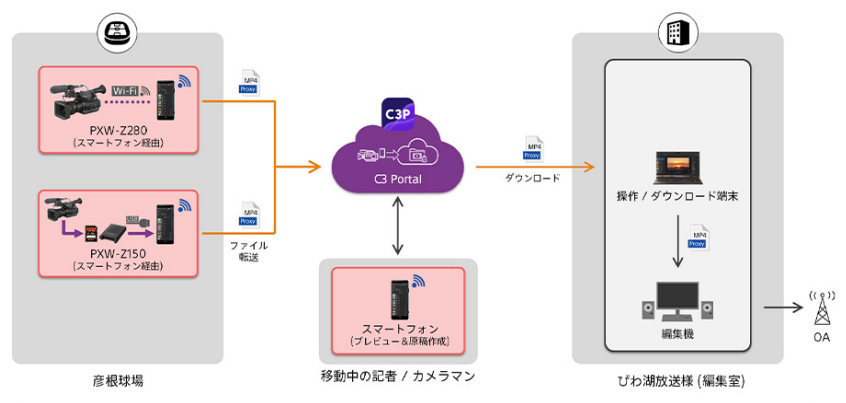 Wi-Fi
PXW-Z280
(スマートフォン経由)
MP4
Proxy
USB
PXW-Z150
(スマートフォン経由)
MP4
Proxy
ファイル
転送
彦根球場
C3P
C3 Portal
スマートフォン
(プレビュー&原稿作成)
移動中の記者 / カメラマン
MP4
Proxy
ダウンロード
操作 / ダウンロード端末
MP4
Proxy
編集機
びわ湖放送様 (編集室)
OA